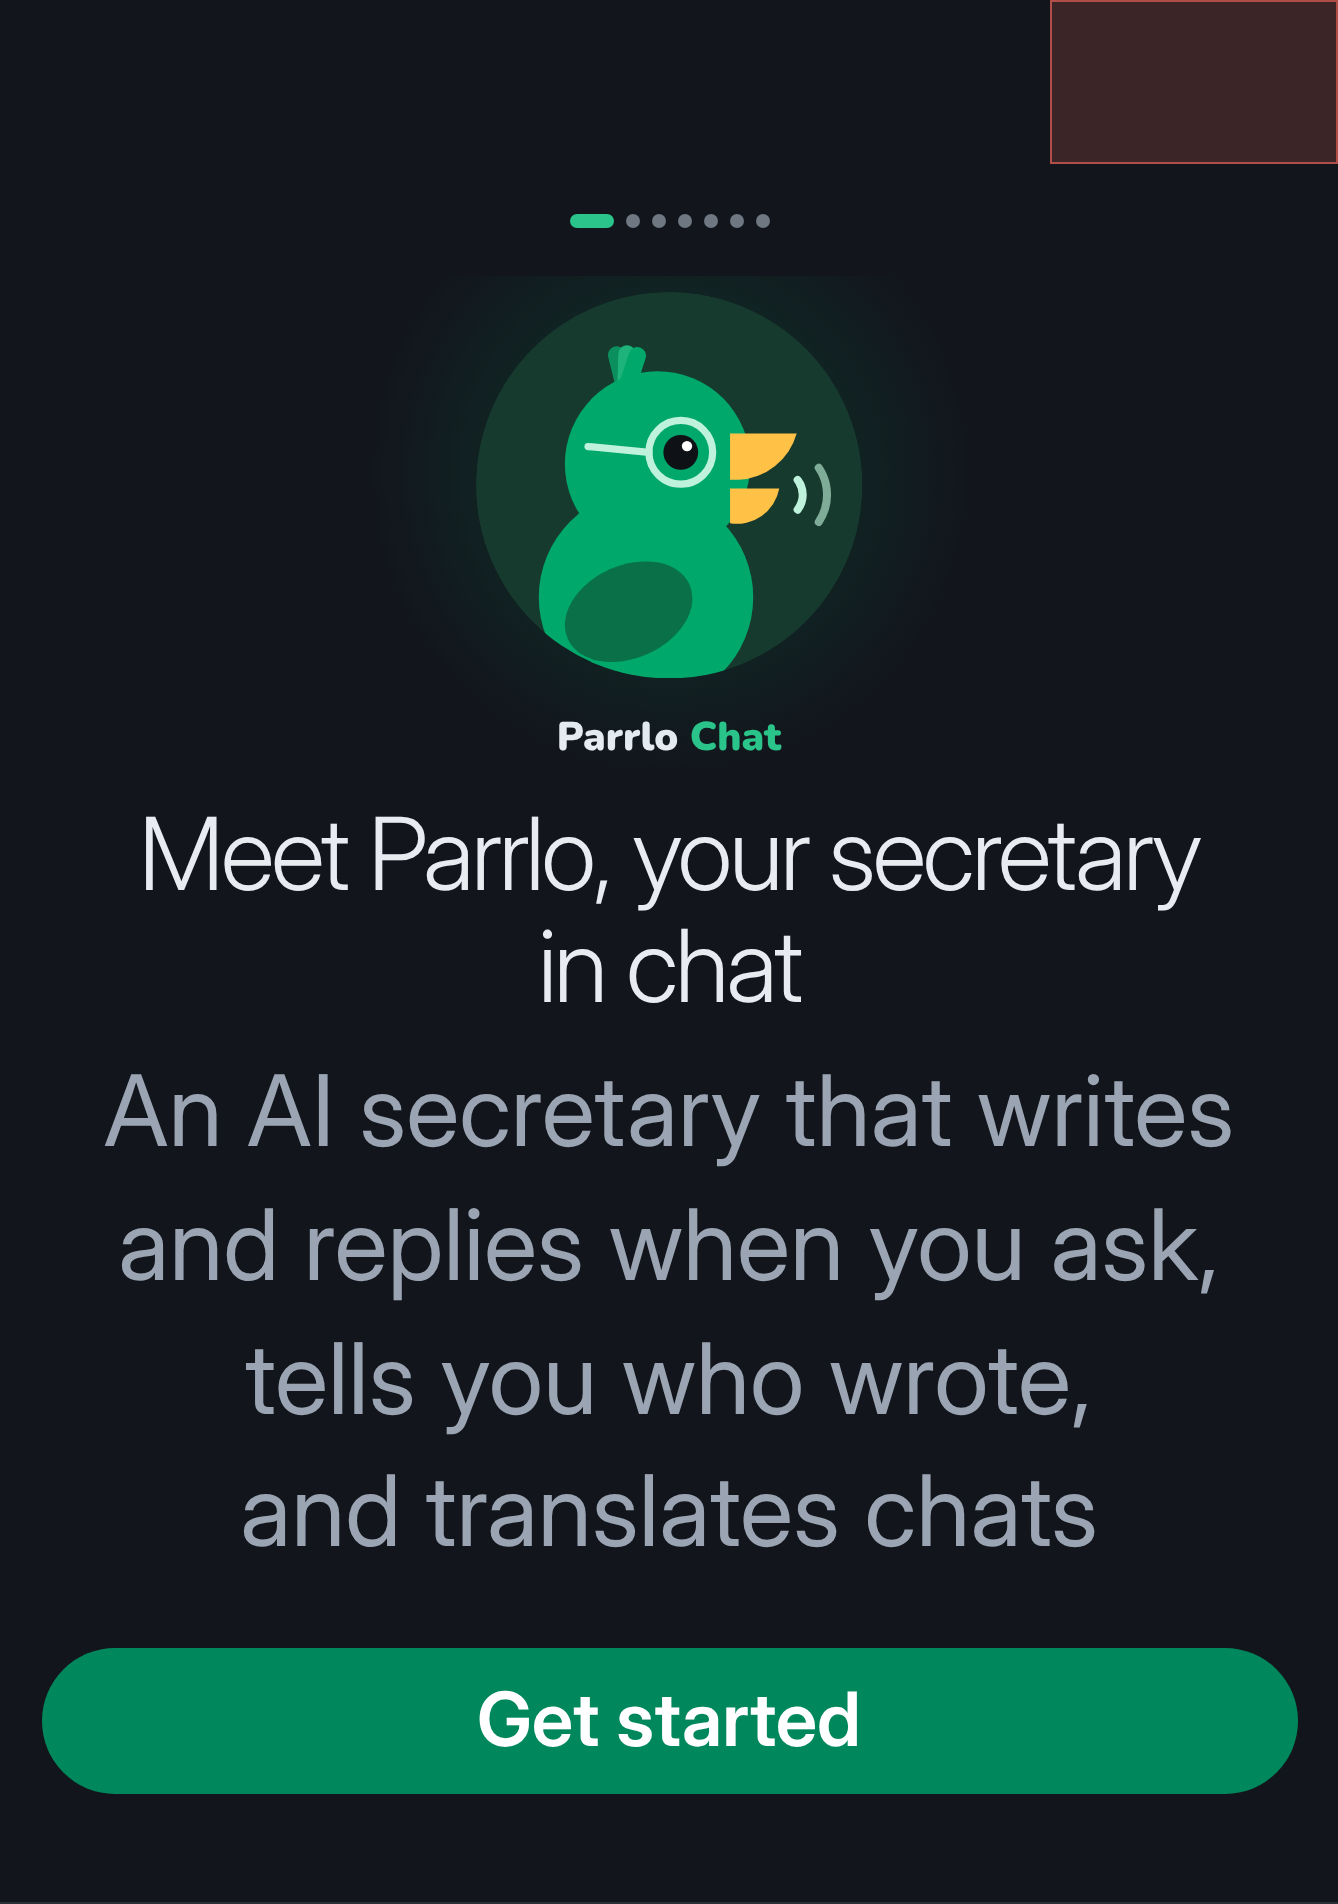 Parrlo Chat
Meet Parrlo, your secretary
in chat
An AI secretary that writes
and replies when you ask,
tells you who wrote,
and translates chats
Get started